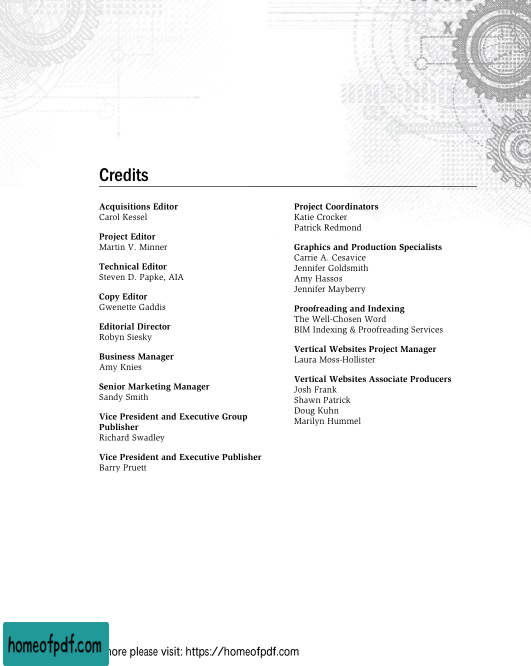 Credits
Acquisitions Editor
Carol Kessel
Project Editor
Martin V. Minner
Technical Editor
Steven D. Papke, AIA
Copy Editor
Gwenette Gaddis
Editorial Director
Robyn Siesky
Business Manager
Amy Knies
Senior Marketing Manager
Sandy Smith
Vice President and Executive Group
Publisher
Richard Swadley
Vice President and Executive Publisher
Barry Pruett
Project Coordinators
Katie Crocker
Patrick Redmond
Graphics and Production Specialists
Carrie A. Cesavice
Jennifer Goldsmith
Amy Hassos
Jennifer Mayberry
Proofreading and Indexing
The Well-Chosen Word
BIM Indexing & Proofreading Services
Vertical Websites Project Manager
Laura Moss-Hollister
Vertical Websites Associate Producers
Josh Frank
Shawn Patrick
Doug Kuhn
Marilyn Hummel
homeofpdf.com
please visit: https://homeofpdf.com